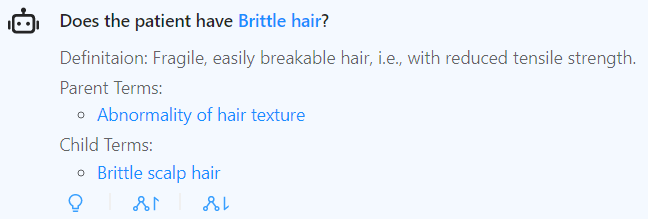 Does the patient have Brittle hair?
Definitaion: Fragile, easily breakable hair, i.e., with reduced tensile strength.
Parent Terms:
Abnormality of hair texture
Child Terms:
Brittle scalp hair